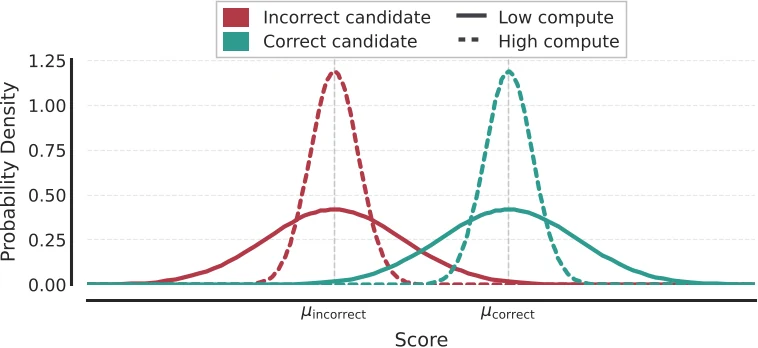 Incorrect candidate
Correct candidate
Low compute
High compute
Probability Density
1.25
1.00
0.75
0.50
0.25
0.00
μincorrect
μcorrect
Score